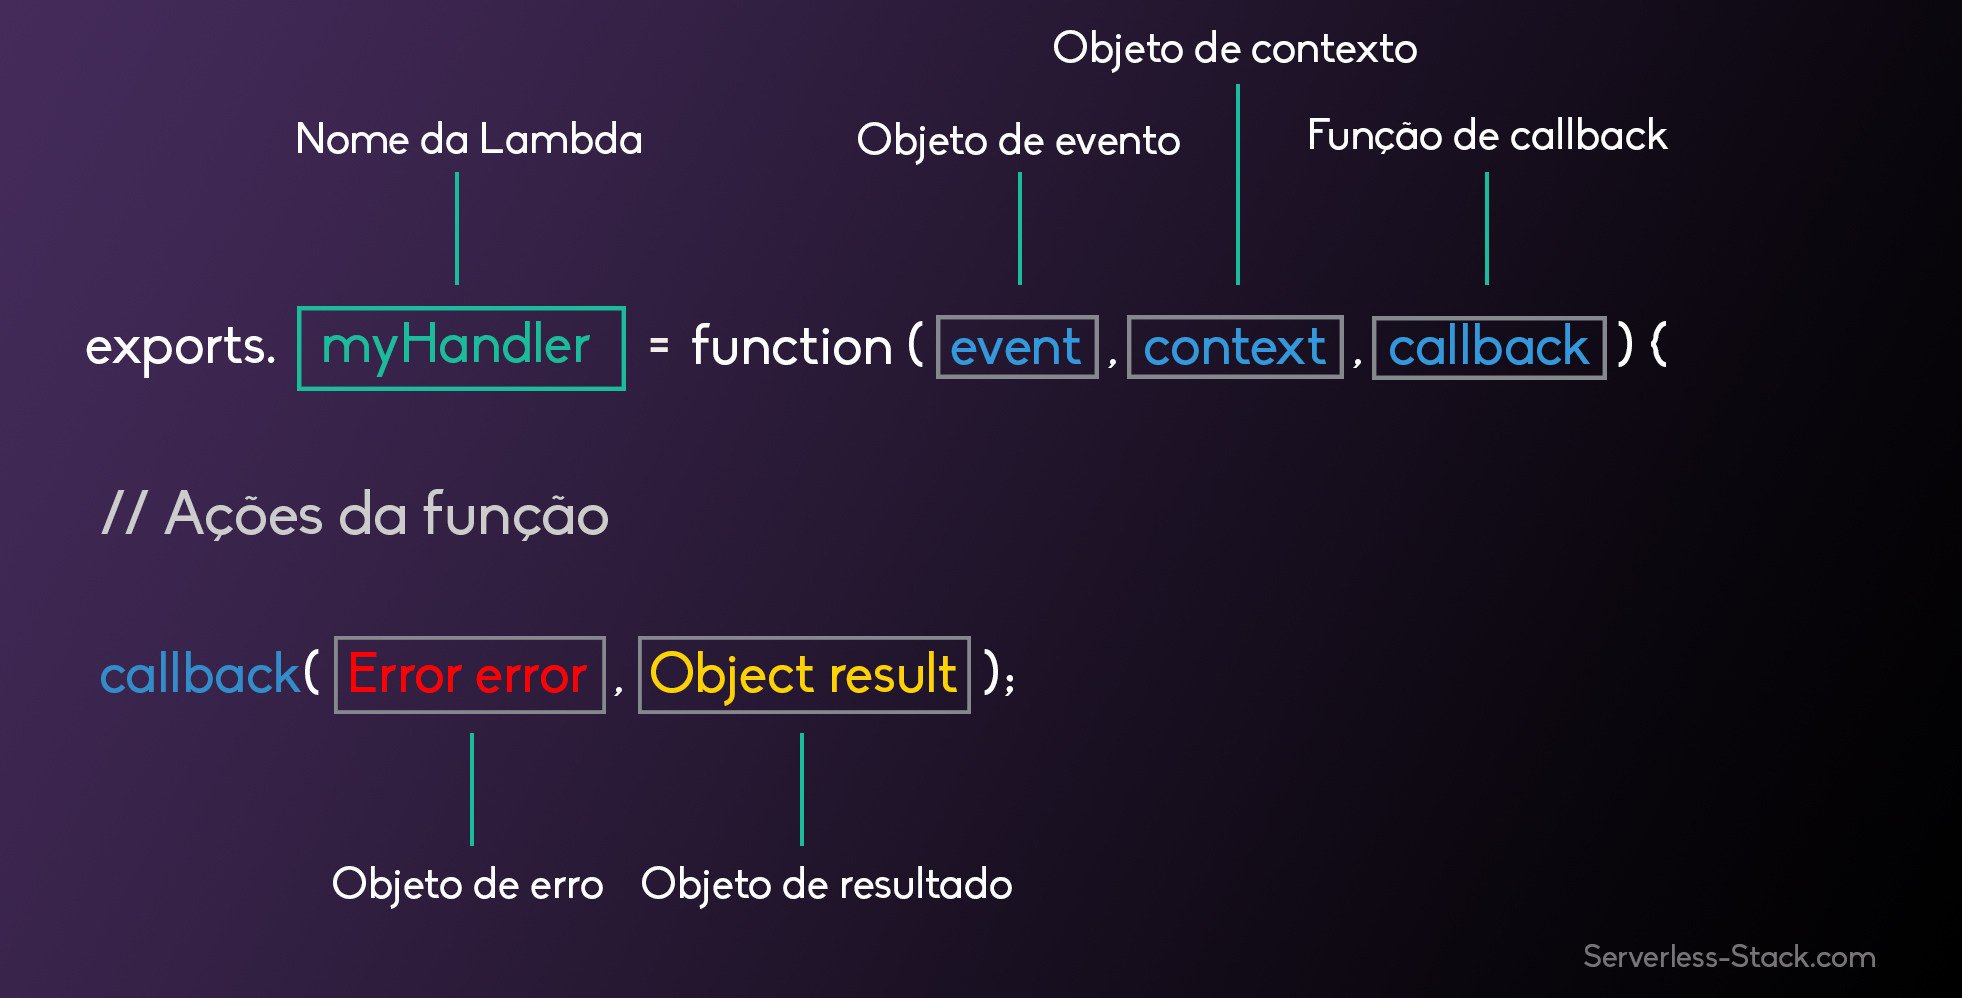 Objeto de contexto
Nome da Lambda
Objeto de evento
Função de callback
exports. myHandler = function ( event , context , callback ) {
// Ações da função
callback( Error error , Object result );
Objeto de erro
Objeto de resultado
Serverless-Stack.com